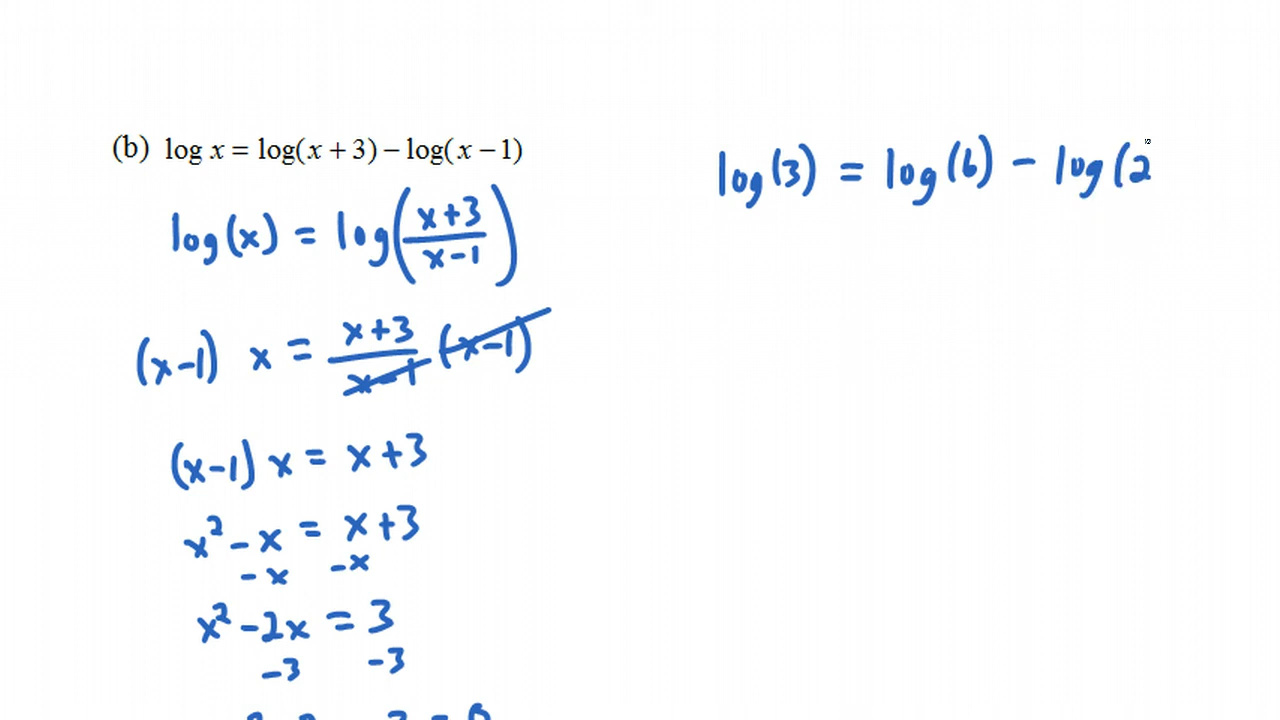 (b) log x = log(x + 3) − log(x − 1)
log(x) = log((x+3)/(x−1))
(x−1) x = (x+3)/(x−1) (x−1)
(x−1) x = x+3
x² − x = x+3
−x −x
x² − 2x = 3
−3 −3
log(3) = log(6) − log(2